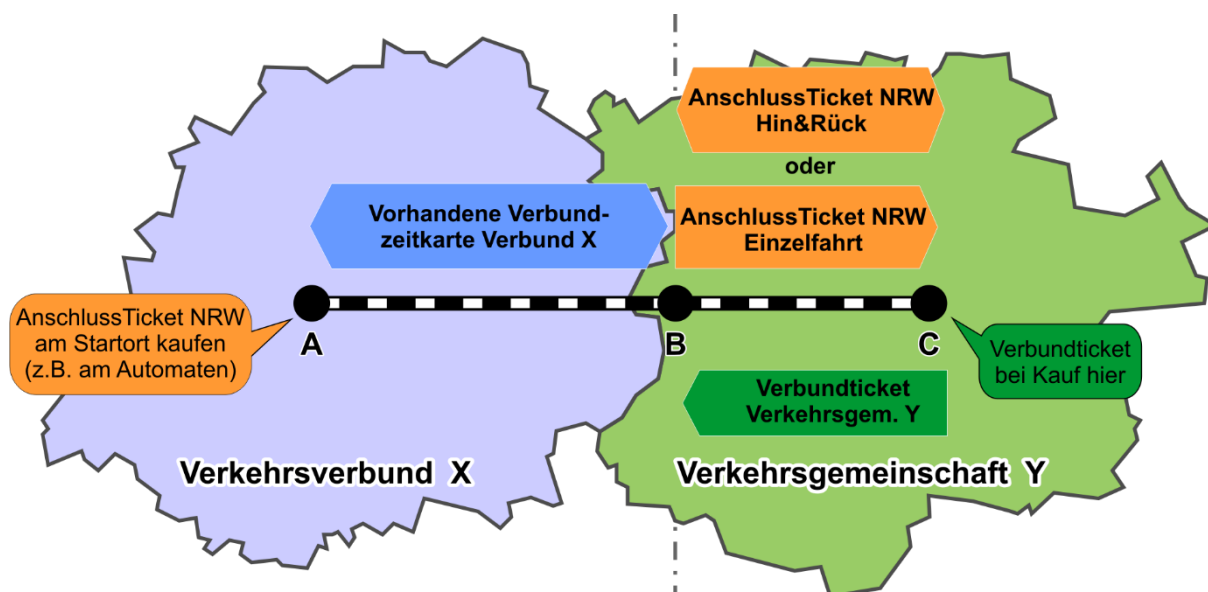 AnschlussTicket NRW
Hin&Rück
oder
Vorhandene Verbund-
zeitkarte Verbund X
AnschlussTicket NRW
Einzelfahrt
AnschlussTicket NRW
am Startort kaufen
(z.B. am Automaten)
A
B
C
Verbundticket
bei Kauf hier
Verbundticket
Verkehrsgem. Y
Verkehrsverbund X
Verkehrsgemeinschaft Y